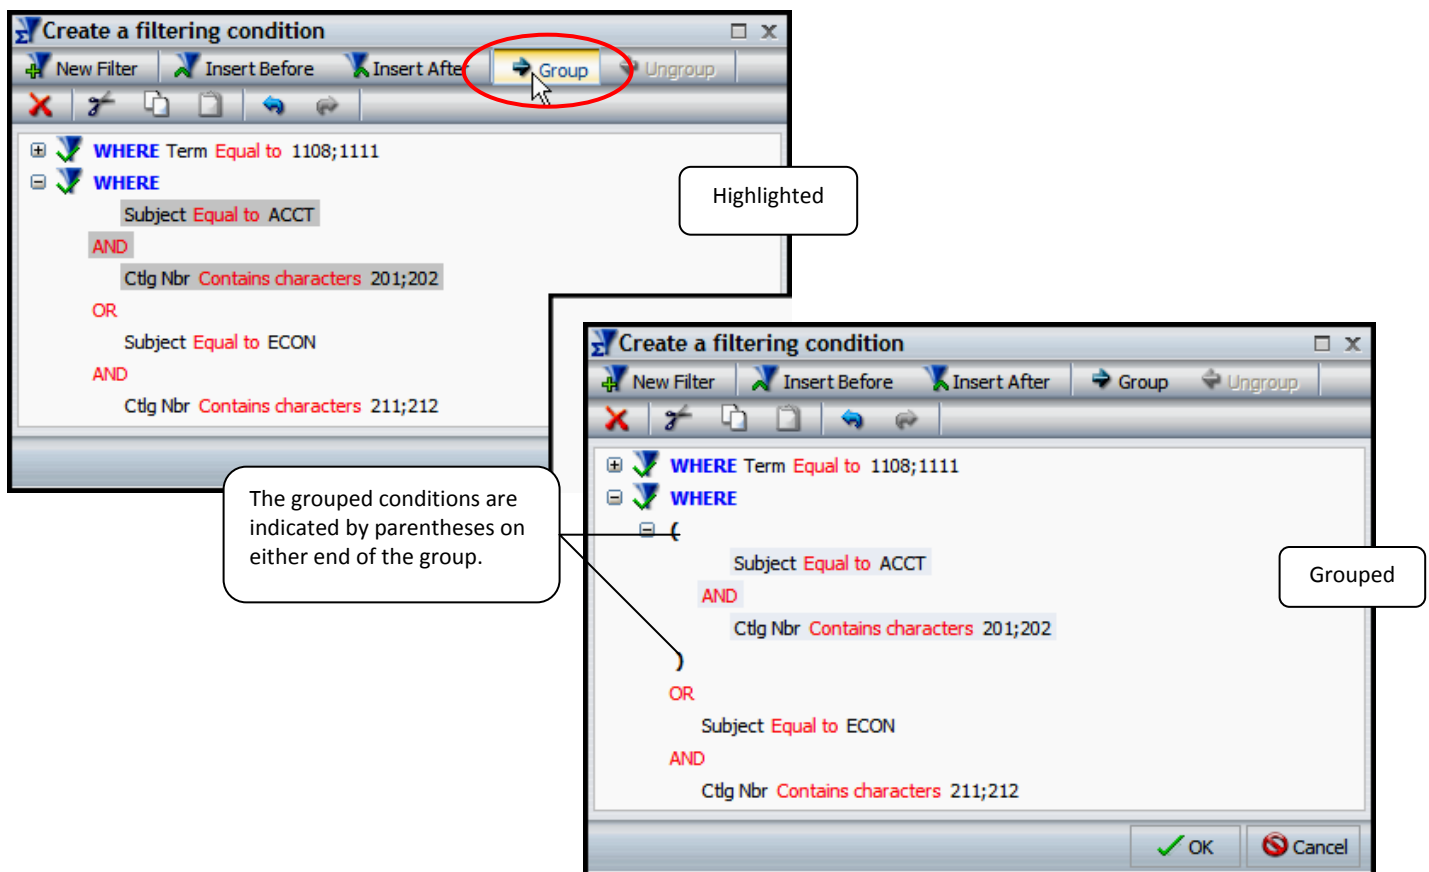 Create a filtering condition
New Filter Insert Before Insert After Group Ungroup
WHERE Term Equal to 1108;1111
WHERE
Subject Equal to ACCT
AND
Ctlg Nbr Contains characters 201;202
OR
Subject Equal to ECON
AND
Ctlg Nbr Contains characters 211;212
Highlighted
The grouped conditions are
indicated by parentheses on
either end of the group.
Create a filtering condition
New Filter Insert Before Insert After Group Ungroup
WHERE Term Equal to 1108;1111
WHERE
(
Subject Equal to ACCT
AND
Ctlg Nbr Contains characters 201;202
)
OR
Subject Equal to ECON
AND
Ctlg Nbr Contains characters 211;212
OK Cancel
Grouped